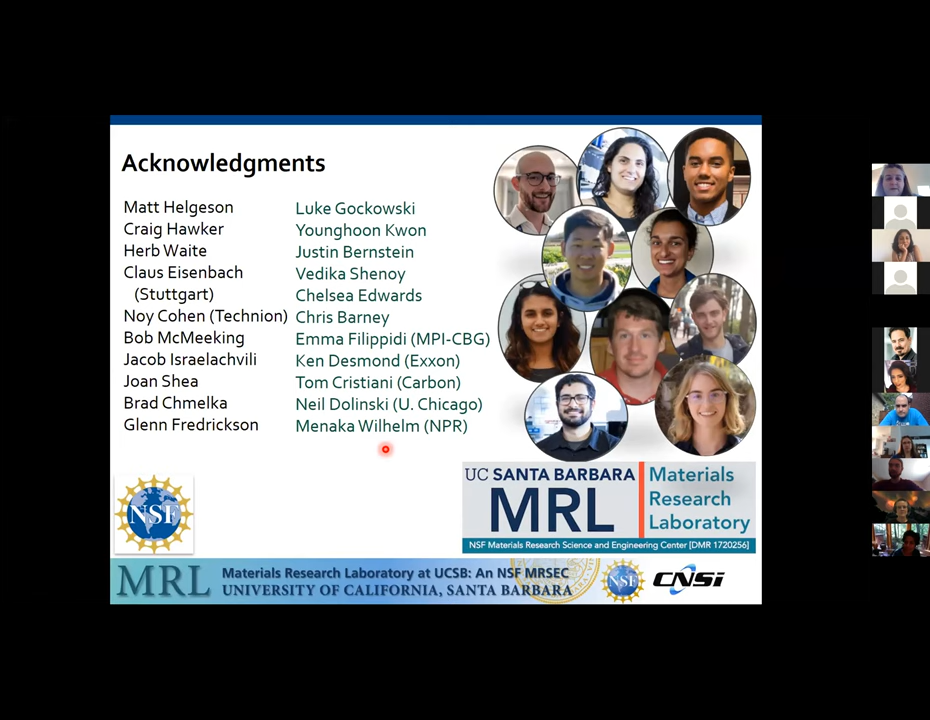 Acknowledgments
Matt Helgeson
Craig Hawker
Herb Waite
Claus Eisenbach
(Stuttgart)
Noy Cohen (Technion)
Bob McMeeking
Jacob Israelachvili
Joan Shea
Brad Chmelka
Glenn Fredrickson
Luke Gockowski
Younghoon Kwon
Justin Bernstein
Vedika Shenoy
Chelsea Edwards
Chris Barney
Emma Filippidi (MPI-CBG)
Ken Desmond (Exxon)
Tom Cristiani (Carbon)
Neil Dolinski (U. Chicago)
Menaka Wilhelm (NPR)
NSF
UC SANTA BARBARA
MRL
Materials
Research
Laboratory
NSF Materials Research Science and Engineering Center [DMR 1720256]
MRL
Materials Research Laboratory at UCSB: An NSF MRSEC
UNIVERSITY OF CALIFORNIA, SANTA BARBARA
NSF
CNSi